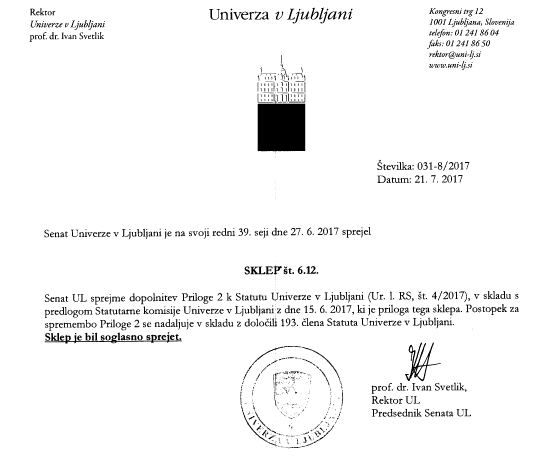 Rektor
Univerze v Ljubljani
prof. dr. Ivan Svetlik
Univerza v Ljubljani
Kongresni trg 12
1001 Ljubljana, Slovenija
telefon: 01 241 86 04
faks: 01 241 86 50
rektor@uni-lj.si
www.uni-lj.si
Številka: 031-8/2017
Datum: 21. 7. 2017
Senat Univerze v Ljubljani je na svoji redni 39. seji dne 27. 6. 2017 sprejel
SKLEP št. 6.12.
Senat UL sprejme dopolnitev Priloge 2 k Statutu Univerze v Ljubljani (Ur. l. RS, št. 4/2017), v skladu s
predlogom Statutarne komisije Univerze v Ljubljani z dne 15. 6. 2017, ki je priloga tega sklepa. Postopek za
spremembo Priloge 2 se nadaljuje v skladu z določili 193. člena Statuta Univerze v Ljubljani.
Sklep je bil soglasno sprejet.
prof. dr. Ivan Svetlik,
Rektor UL
Predsednik Senata UL
UNIVERZA V LJUBLJANI